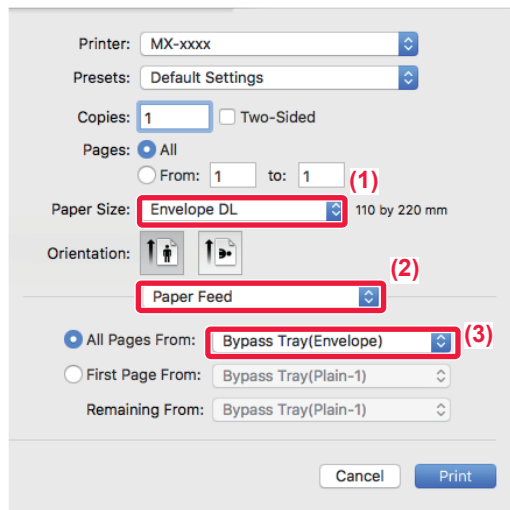 Printer: MX-xxxx
Presets: Default Settings
Copies: 1 Two-Sided
Pages: All
From: 1 to: 1 (1)
Paper Size: Envelope DL 110 by 220 mm
Orientation:
(2)
Paper Feed
All Pages From: Bypass Tray(Envelope) (3)
First Page From: Bypass Tray(Plain-1)
Remaining From: Bypass Tray(Plain-1)
Cancel Print